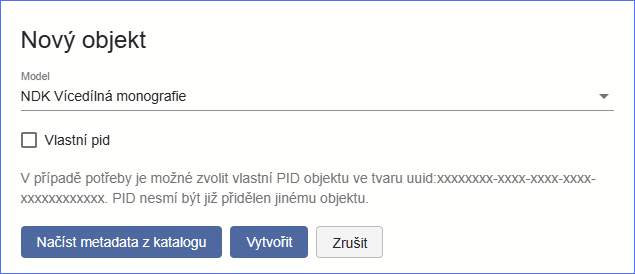 Nový objekt
Model
NDK Vícedílná monografie
Vlastní pid
V případě potřeby je možné zvolit vlastní PID objektu ve tvaru uuid:xxxxxxxx-xxxx-xxxx-xxxx-
xxxxxxxxxxxx. PID nesmí být již přidělen jinému objektu.
Načíst metadata z katalogu Vytvořit Zrušit